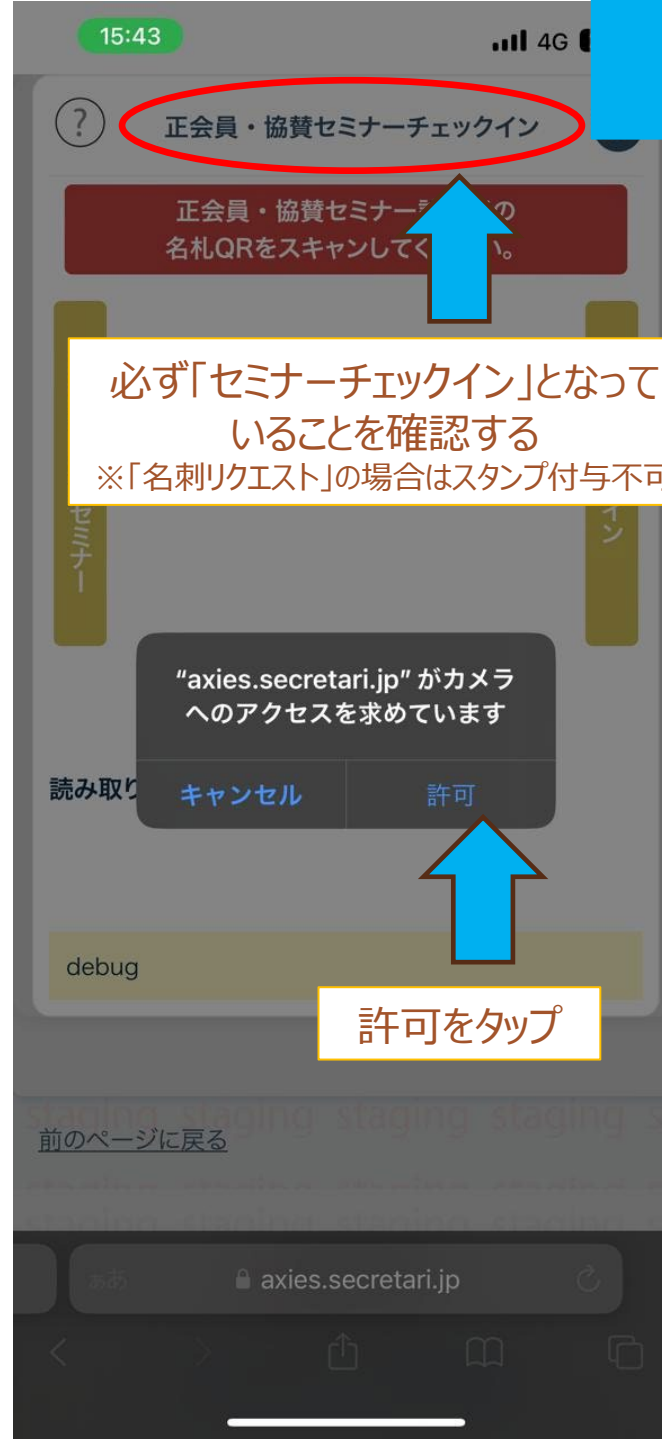 15:43
4G
?
正会員・協賛セミナーチェックイン
正会員・協賛セミナー
の
名札QRをスキャンしてく
い。
必ず「セミナーチェックイン」となって
いることを確認する
※「名刺リクエスト」の場合はスタンプ付与不可
セミナー
イン
“axies.secretari.jp” がカメラ
へのアクセスを求めています
キャンセル
許可
読み取り
debug
許可をタップ
staging staging staging staging s
前のページに戻る
staging staging staging staging
ああ
axies.secretari.jp